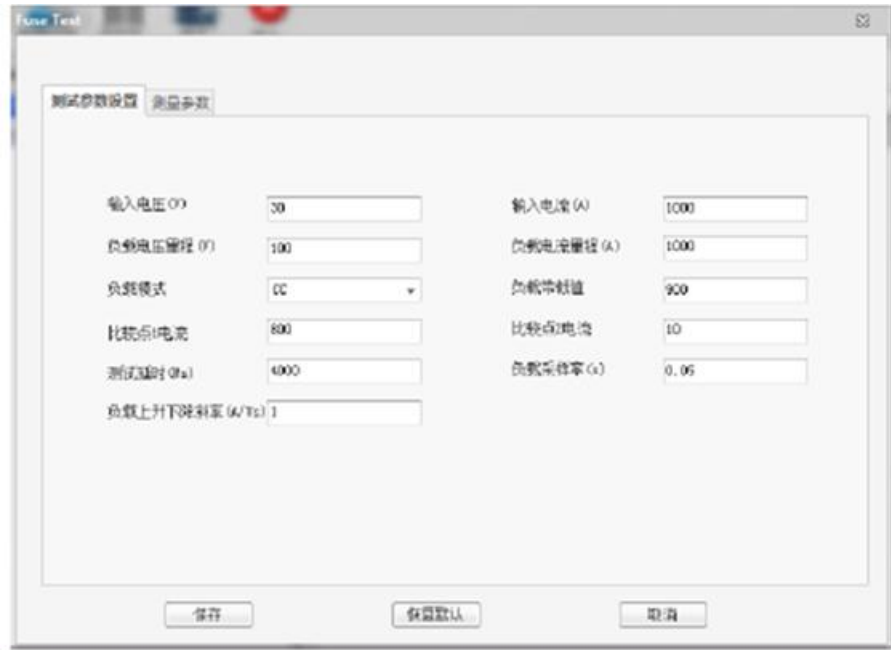 Fuse Test
测试参数设置 测量参数
输入电压(V) 30 输入电流(A) 1000
负载电压量程(V) 100 负载电流量程(A) 1000
负载模式 CC 负载带载值 900
比较点1电流 800 比较点2电流 10
测试延时(Ms) 4000 负载采样率(s) 0.05
负载上升下降斜率(A/Us) 1
保存 恢复默认 取消